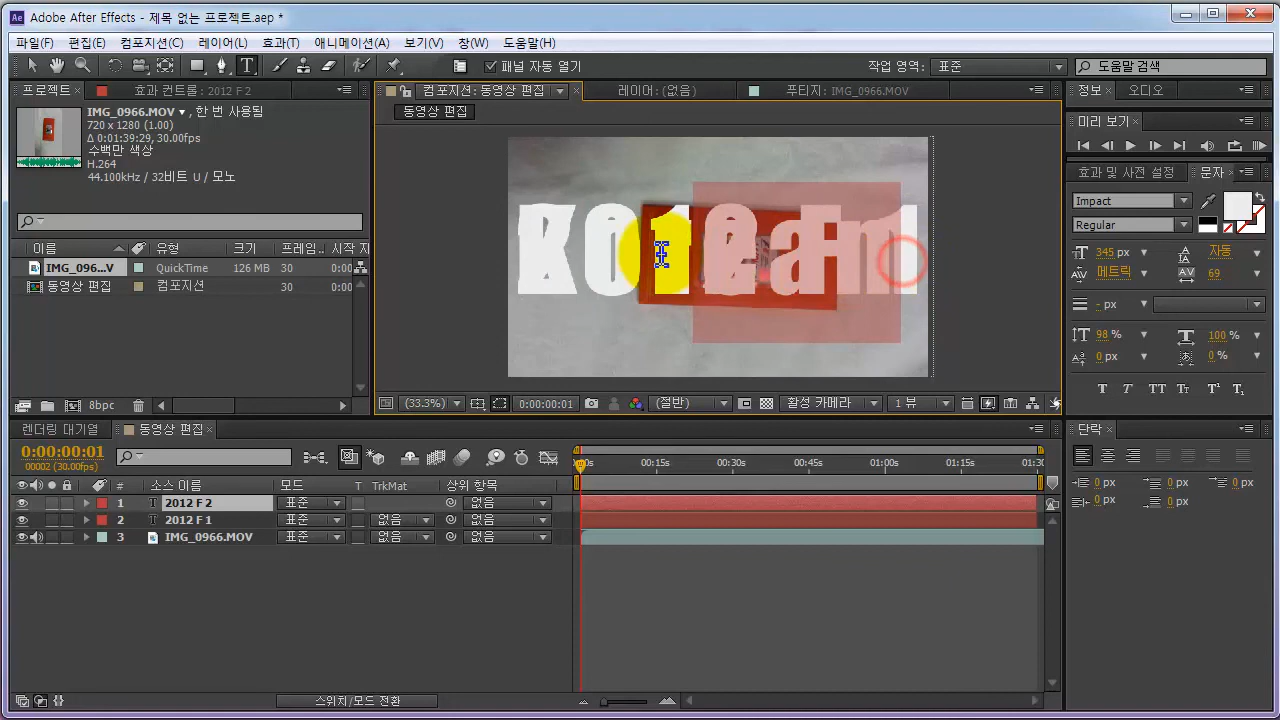 Adobe After Effects - 제목 없는 프로젝트.aep *
파일(F) 편집(E) 컴포지션(C) 레이어(L) 효과(T) 애니메이션(A) 보기(V) 창(W) 도움말(H)
패널 자동 열기
작업 영역: 표준
도움말 검색
프로젝트 효과 컨트롤: 2012 F 2
컴포지션: 동영상 편집 레이어: (없음) 푸티지: IMG_0966.MOV
정보 오디오
동영상 편집
IMG_0966.MOV, 한 번 사용됨
720 x 1280 (1.00)
Δ 0:01:39:29, 30.00fps
수백만 색상
H.264
44.100kHz / 32비트 U / 모노
미리 보기
효과 및 사전 설정 문자
Impact
Regular
345 px 자동
메트릭 69
- px
98 % 100 %
0 px 0 %
T T TT Tт T¹ T₁
이름 유형 크기 프레임... 시작 지
IMG_096...V QuickTime 126 MB 30 0:00
동영상 편집 컴포지션 30 0:00
8bpc
(33.3%) 0:00:00:01 (절반) 활성 카메라 1 뷰
렌더링 대기열 동영상 편집
단락
0:00:00:01
00002 (30.00fps)
00s 00:15s 00:30s 00:45s 01:00s 01:15s 01:30
# 소스 이름 모드 T TrkMat 상위 항목
1 T 2012 F 2 표준 없음
2 T 2012 F 1 표준 없음 없음
3 IMG_0966.MOV 표준 없음 없음
0 px 0 px 0 px
0 px 0 px
스위치/모드 전환